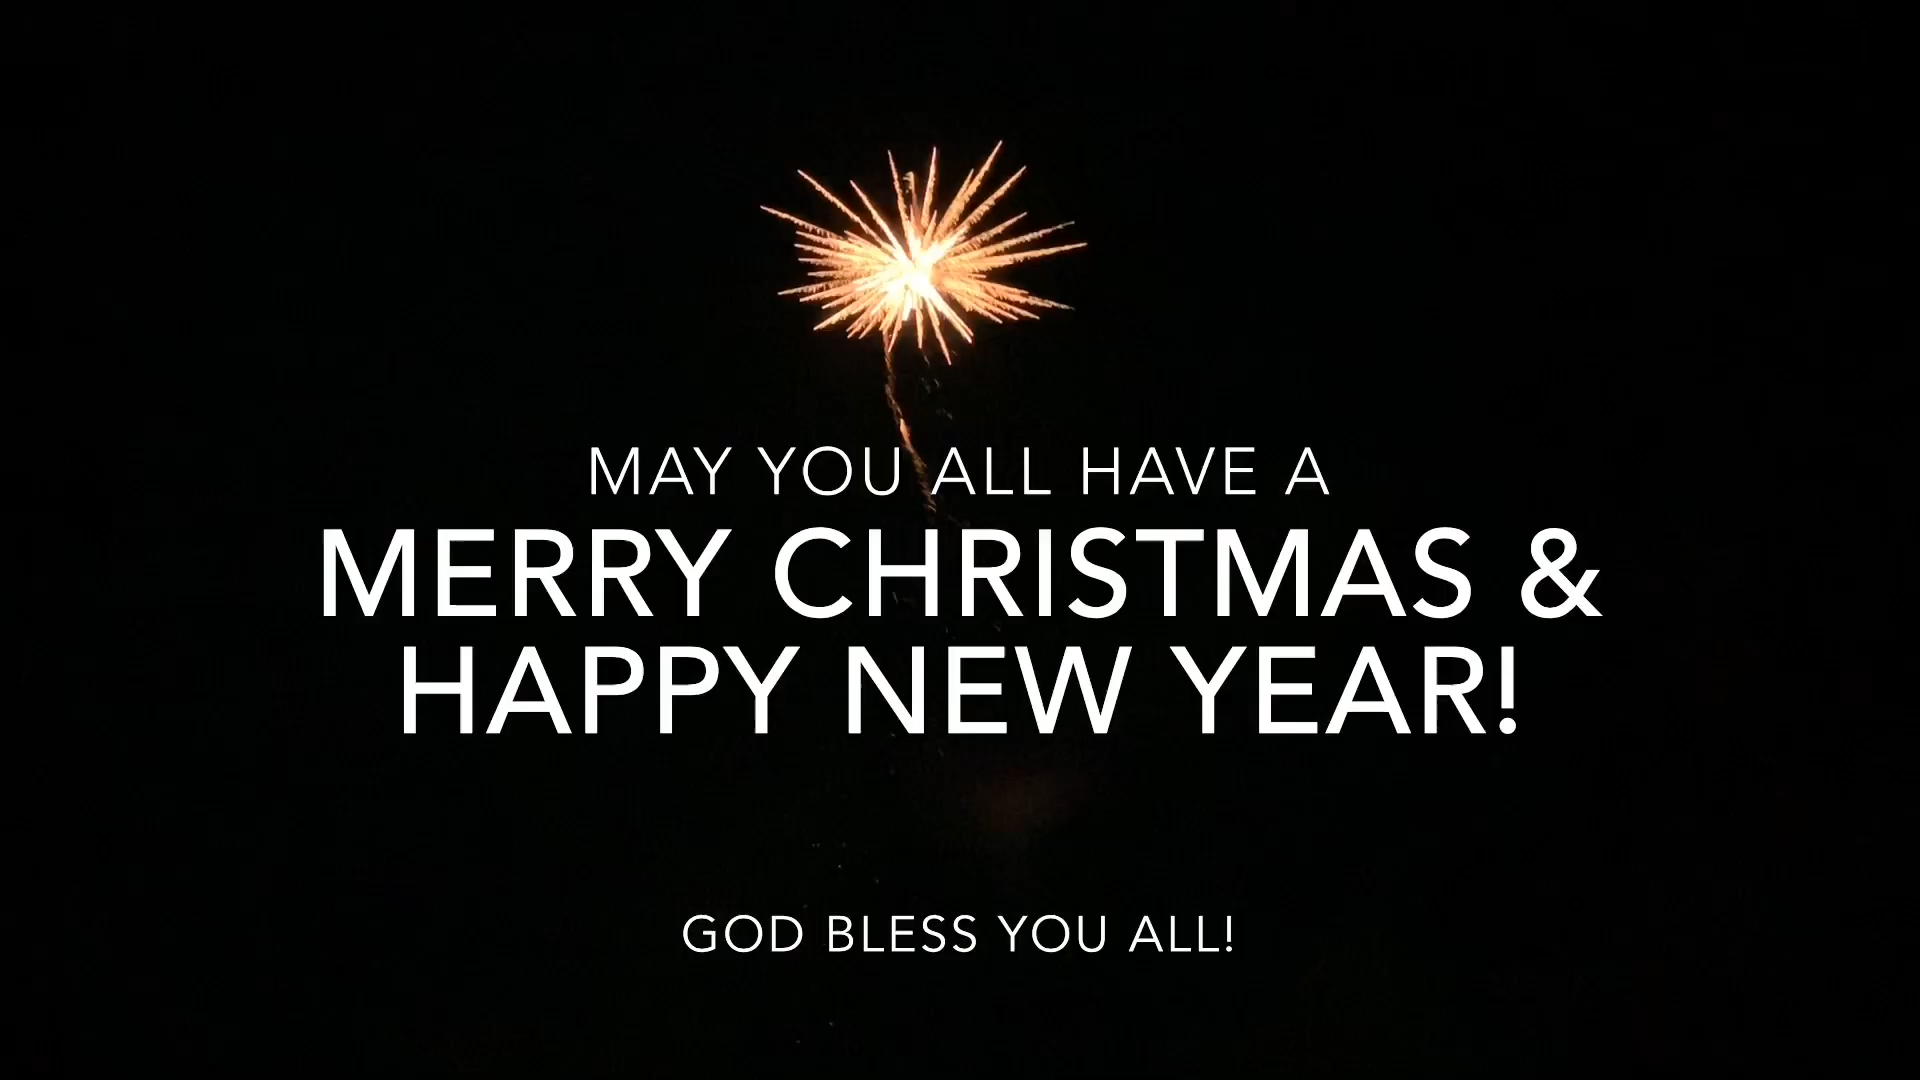 MAY YOU ALL HAVE A
MERRY CHRISTMAS &
HAPPY NEW YEAR!
GOD BLESS YOU ALL!